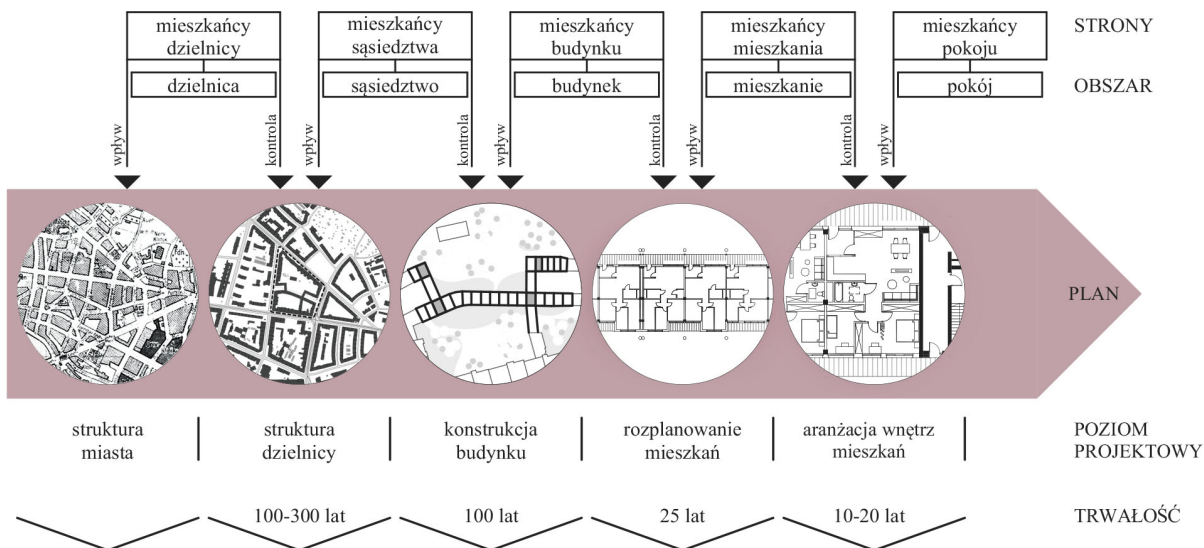 mieszkańcy
dzielnicy
mieszkańcy
sąsiedztwa
mieszkańcy
budynku
mieszkańcy
mieszkania
mieszkańcy
pokoju
STRONY
dzielnica
sąsiedztwo
budynek
mieszkanie
pokój
OBSZAR
wpływ
kontrola
wpływ
kontrola
wpływ
kontrola
wpływ
kontrola
wpływ
PLAN
struktura
miasta
struktura
dzielnicy
konstrukcja
budynku
rozplanowanie
mieszkań
aranżacja wnętrz
mieszkań
POZIOM
PROJEKTOWY
100-300 lat
100 lat
25 lat
10-20 lat
TRWAŁOŚĆ